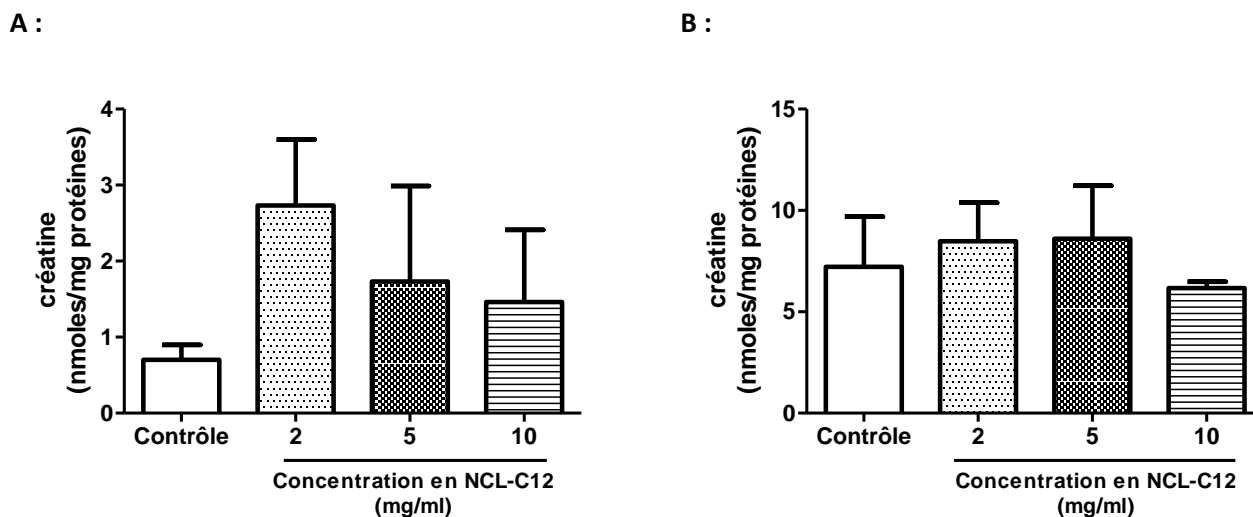 A :
B :
créatine
(nmoles/mg protéines)
4
3
2
1
0
Contrôle
2
5
10
Concentration en NCL-C12
(mg/ml)
créatine
(nmoles/mg protéines)
15
10
5
0
Contrôle
2
5
10
Concentration en NCL-C12
(mg/ml)